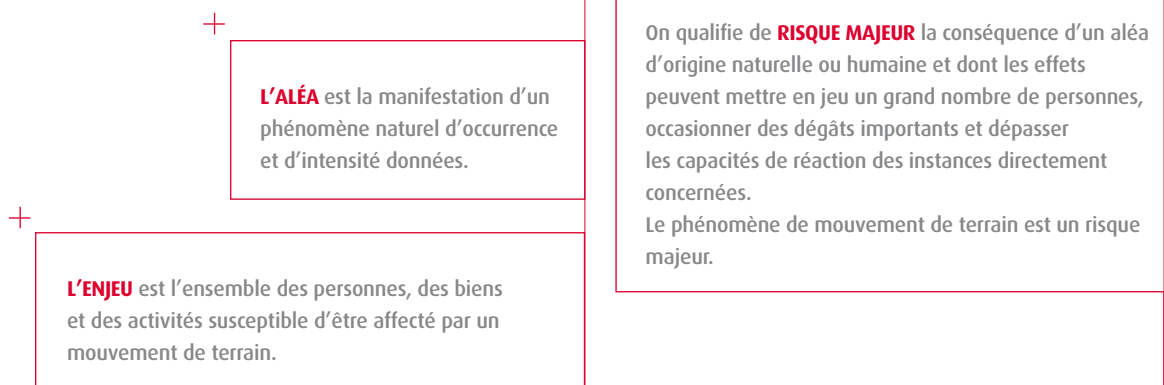 L’ALÉA est la manifestation d’un
phénomène naturel d’occurrence
et d’intensité données.
L’ENJEU est l’ensemble des personnes, des biens
et des activités susceptible d’être affecté par un
mouvement de terrain.
On qualifie de RISQUE MAJEUR la conséquence d’un aléa
d’origine naturelle ou humaine et dont les effets
peuvent mettre en jeu un grand nombre de personnes,
occasionner des dégâts importants et dépasser
les capacités de réaction des instances directement
concernées.
Le phénomène de mouvement de terrain est un risque
majeur.